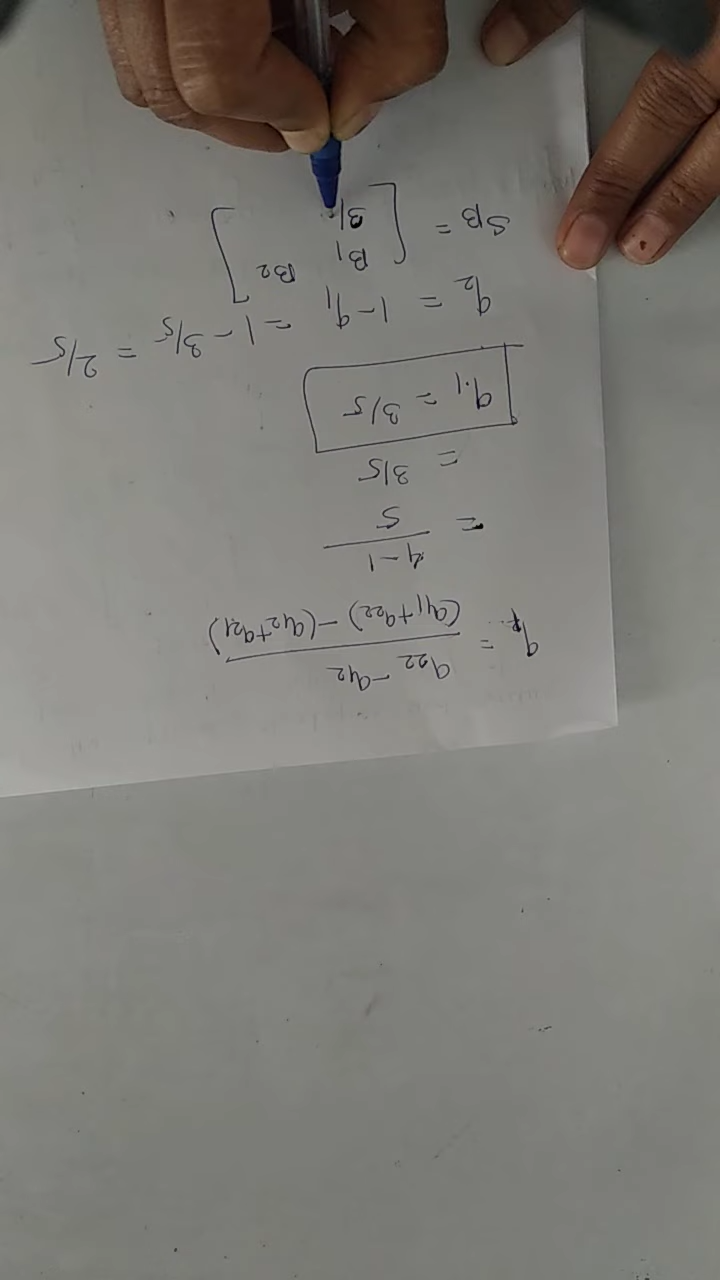 q₁ = a₂₂ - a₁₂ / (a₁₁ + a₂₂) - (a₁₂ + a₂₁)
= 4-1 / 5
= 3/5
q₁ = 3/5
q₂ = 1 - q₁ = 1 - 3/5 = 2/5
S_B = [ B₁ B₂
3/ ]